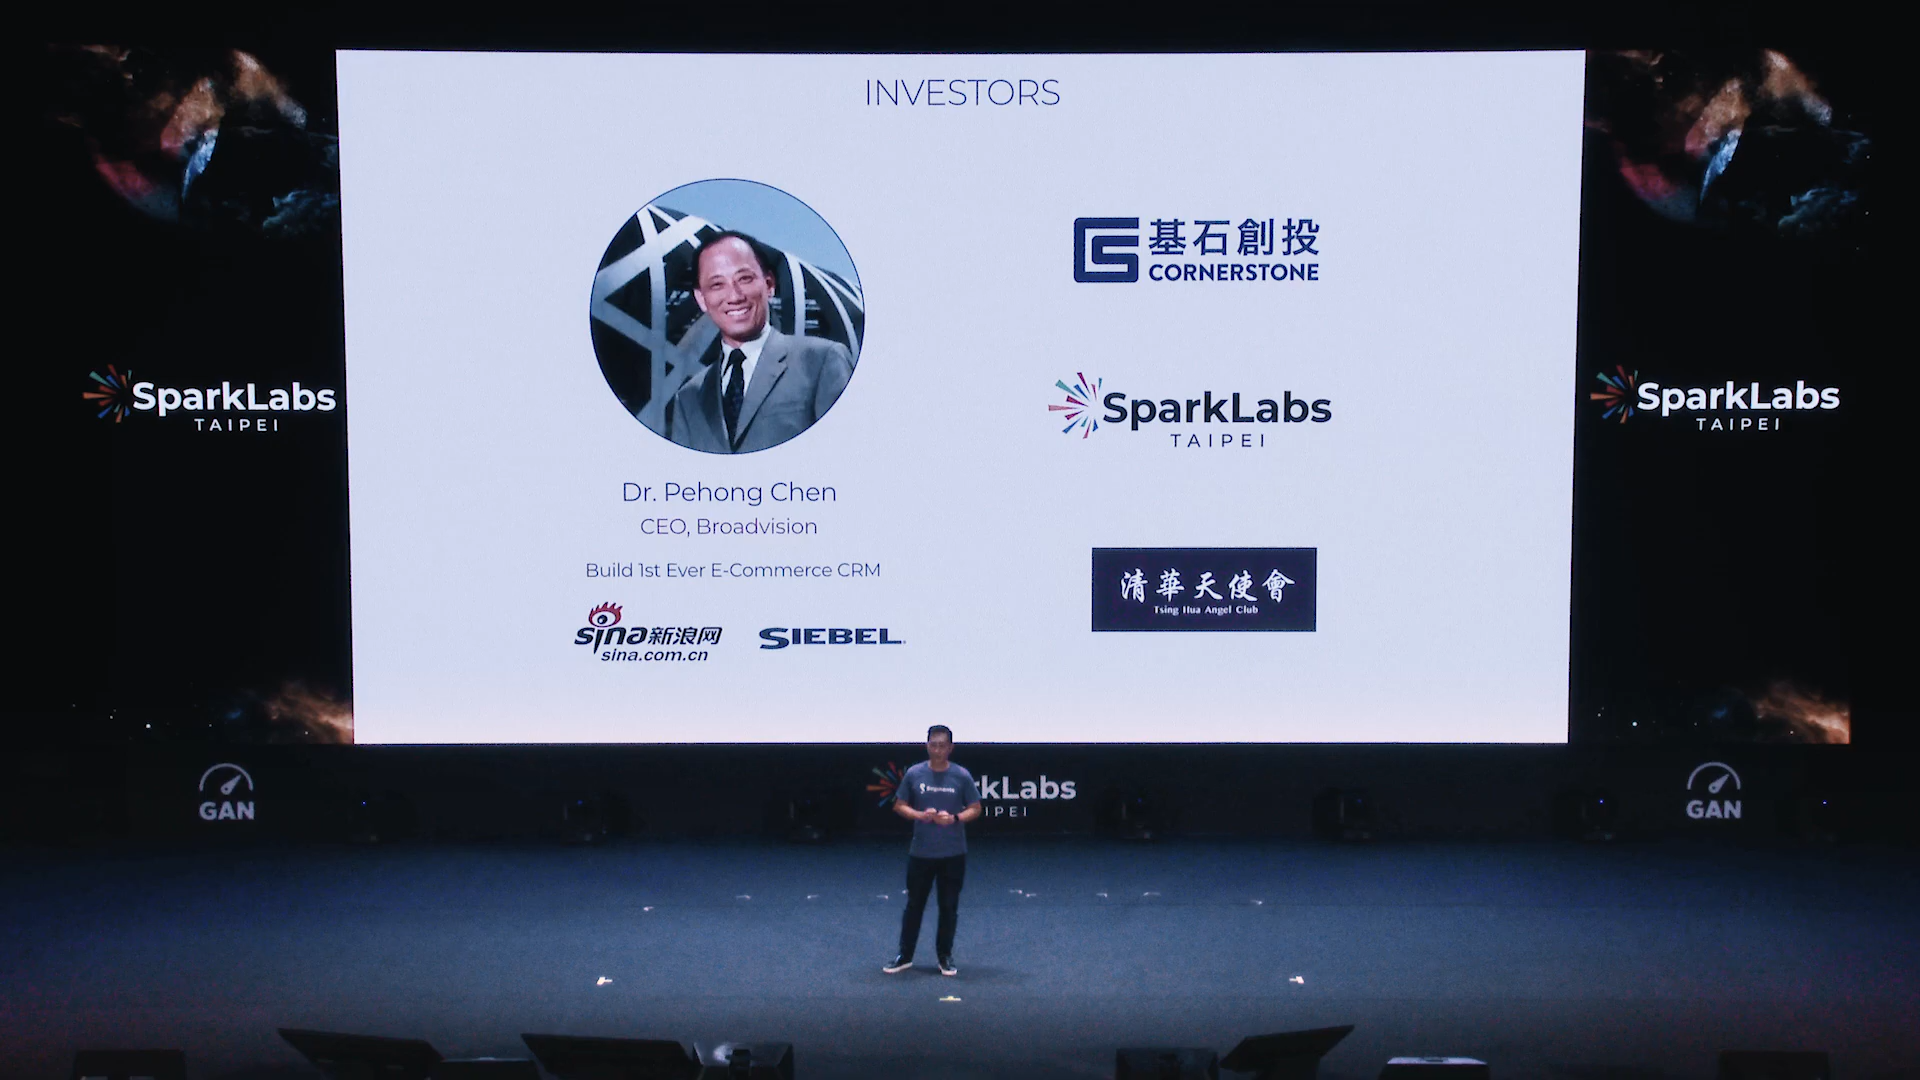 INVESTORS
Dr. Pehong Chen
CEO, Broadvision
Build 1st Ever E-Commerce CRM
sina新浪网
sina.com.cn
SIEBEL
基石創投
CORNERSTONE
SparkLabs
TAIPEI
清華天使會
Tsing Hua Angel Club
SparkLabs
TAIPEI
SparkLabs
TAIPEI
GAN
rkLabs
IPEI
GAN